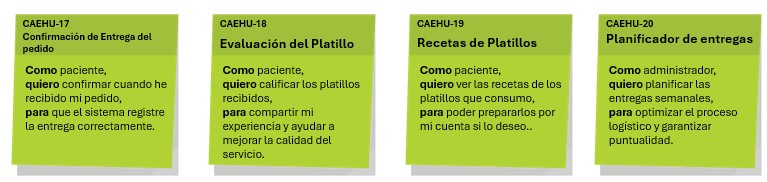 CAEHU-17
Confirmación de Entrega del
pedido
Como paciente,
quiero confirmar cuando he
recibido mi pedido,
para que el sistema registre
la entrega correctamente.
CAEHU-18
Evaluación del Platillo
Como paciente,
quiero calificar los platillos
recibidos,
para compartir mi
experiencia y ayudar a
mejorar la calidad del
servicio.
CAEHU-19
Recetas de Platillos
Como paciente,
quiero ver las recetas de los
platillos que consumo,
para poder prepararlos por
mi cuenta si lo deseo..
CAEHU-20
Planificador de entregas
Como administrador,
quiero planificar las
entregas semanales,
para optimizar el proceso
logístico y garantizar
puntualidad.